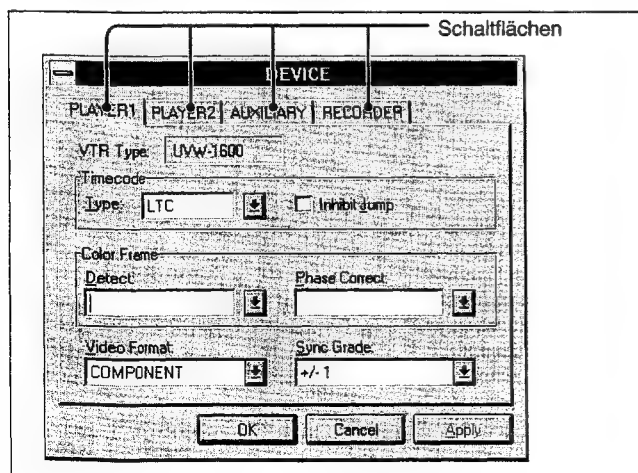 Schaltflächen
DEVICE
PLAYER1 PLAYER2 AUXILIARY RECORDER
VTR Type: UVW-1600
Timecode
Type: LTC Inhibit Jump
Color Frame
Detect: Phase Correct:
Video Format: Sync Grade:
COMPONENT +/- 1
OK Cancel Apply